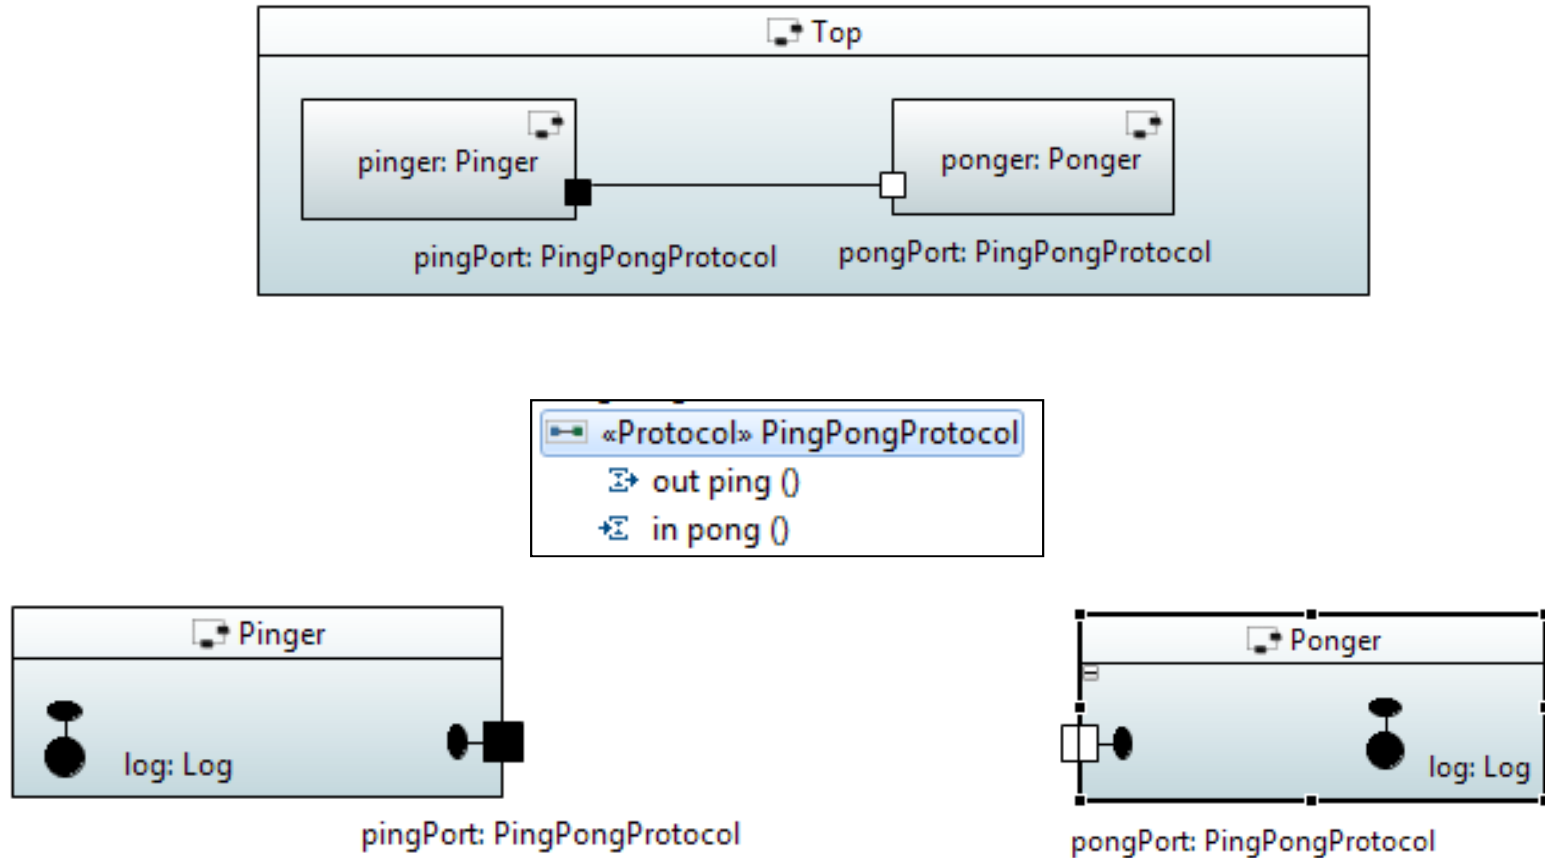 Top
pinger: Pinger
ponger: Ponger
pingPort: PingPongProtocol
pongPort: PingPongProtocol
«Protocol» PingPongProtocol
out ping ()
in pong ()
Pinger
log: Log
pingPort: PingPongProtocol
Ponger
log: Log
pongPort: PingPongProtocol